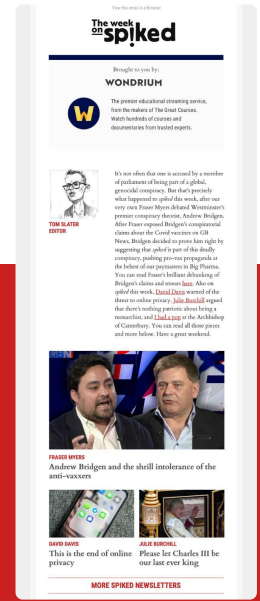 View this email in a browser
The week
on spiked
Brought to you by:
WONDRIUM
W
The premier educational streaming service,
from the makers of The Great Courses.
Watch hundreds of courses and
documentaries from trusted experts.
TOM SLATER
EDITOR
It's not often that one is accused by a member
of parliament of being part of a global,
genocidal conspiracy. But that's precisely
what happened to spiked this week, after our
very own Fraser Myers debated Westminster's
premier conspiracy theorist, Andrew Bridgen.
After Fraser exposed Bridgen's conspiratorial
claims about the Covid vaccines on GB
News, Bridgen decided to prove him right by
suggesting that spiked is part of this deadly
conspiracy, pushing pro-vax propaganda at
the behest of our paymasters in Big Pharma.
You can read Fraser's brilliant debunking of
Bridgen's claims and smears here. Also on
spiked this week, David Davis warned of the
threat to online privacy, Julie Burchill argued
that there's nothing patriotic about being a
monarchist, and I had a pop at the Archbishop
of Canterbury. You can read all those pieces
and more below. Have a great weekend.
FRASER MYERS
Andrew Bridgen and the shrill intolerance of the
anti-vaxxers
DAVID DAVIS
This is the end of online
privacy
JULIE BURCHILL
Please let Charles III be
our last ever king
MORE SPIKED NEWSLETTERS